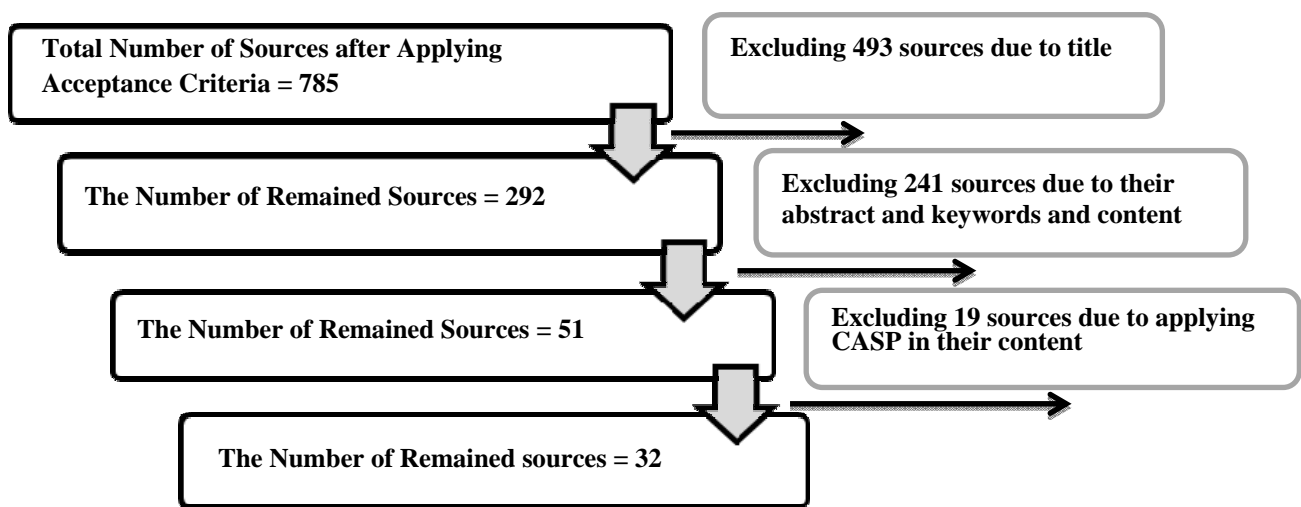 Total Number of Sources after Applying
Acceptance Criteria = 785
Excluding 493 sources due to title
The Number of Remained Sources = 292
Excluding 241 sources due to their
abstract and keywords and content
The Number of Remained Sources = 51
Excluding 19 sources due to applying
CASP in their content
The Number of Remained sources = 32